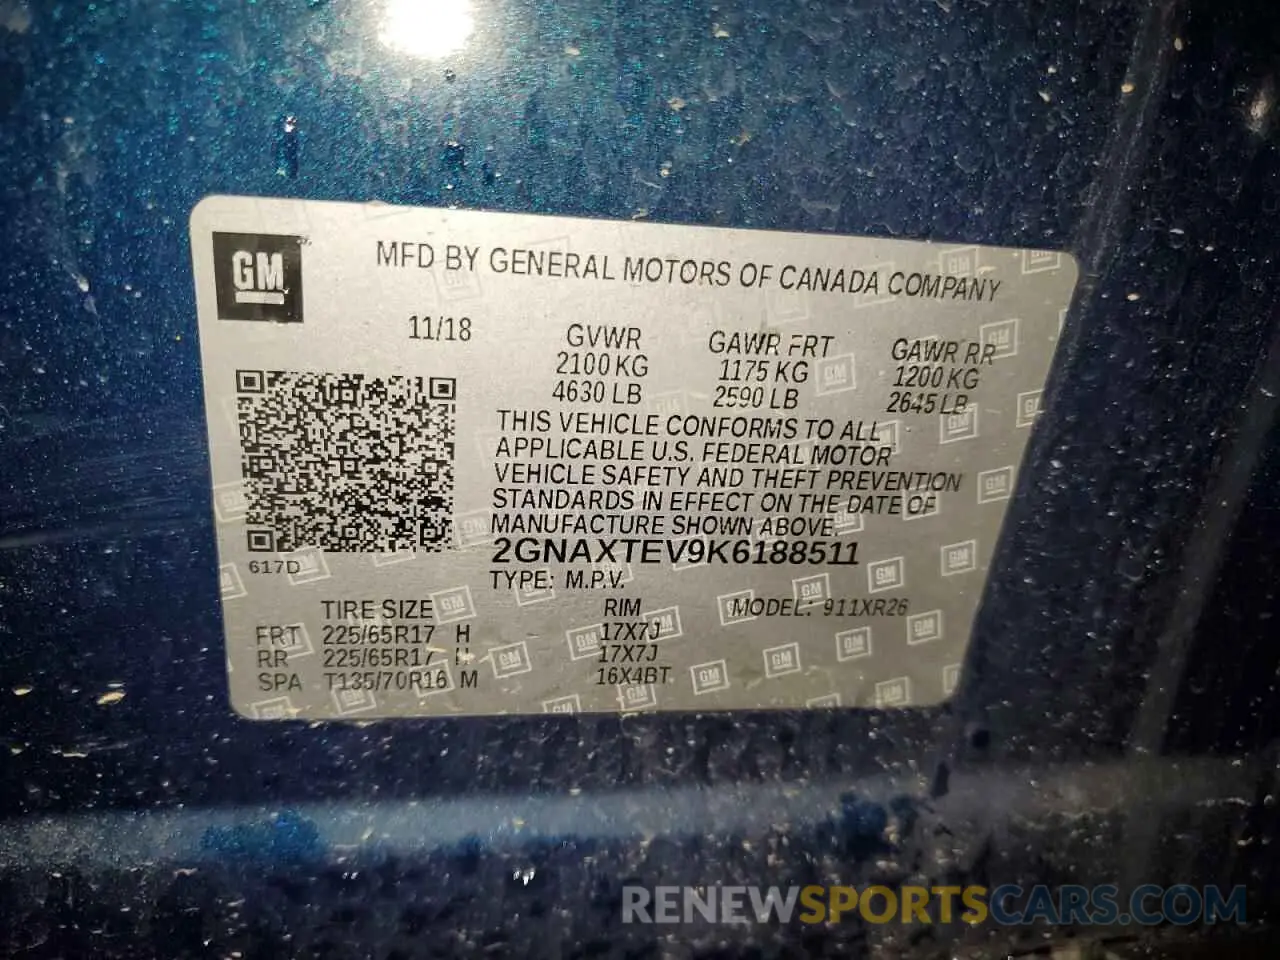 GM
MFD BY GENERAL MOTORS OF CANADA COMPANY
11/18
GVWR GAWR FRT GAWR RR
2100 KG 1175 KG 1200 KG
4630 LB 2590 LB 2645 LB
THIS VEHICLE CONFORMS TO ALL
APPLICABLE U.S. FEDERAL MOTOR
VEHICLE SAFETY AND THEFT PREVENTION
STANDARDS IN EFFECT ON THE DATE OF
MANUFACTURE SHOWN ABOVE.
2GNAXTEV9K6188511
617D
TYPE: M.P.V.
TIRE SIZE RIM MODEL: 911XR26
FRT 225/65R17 H 17X7J
RR 225/65R17 H 17X7J
SPA T135/70R16 M 16X4BT
RENEWSPORTSCARS.COM